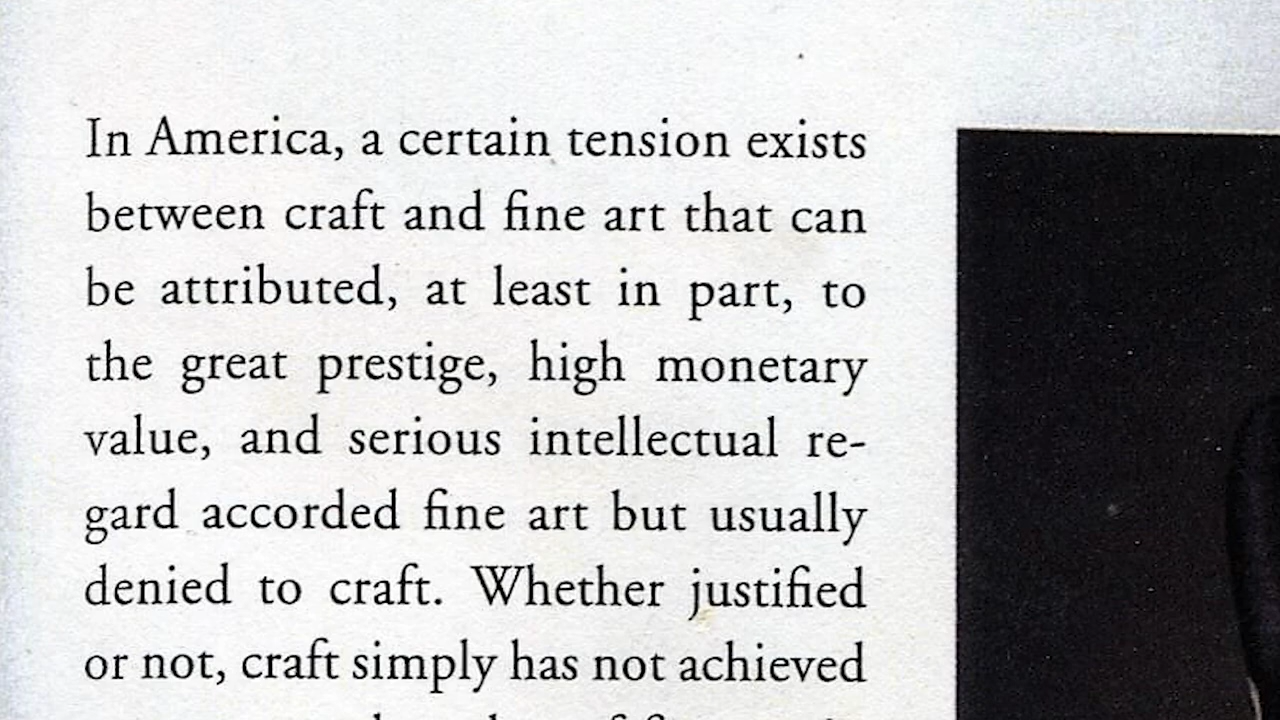 In America, a certain tension exists
between craft and fine art that can
be attributed, at least in part, to
the great prestige, high monetary
value, and serious intellectual re-
gard accorded fine art but usually
denied to craft. Whether justified
or not, craft simply has not achieved